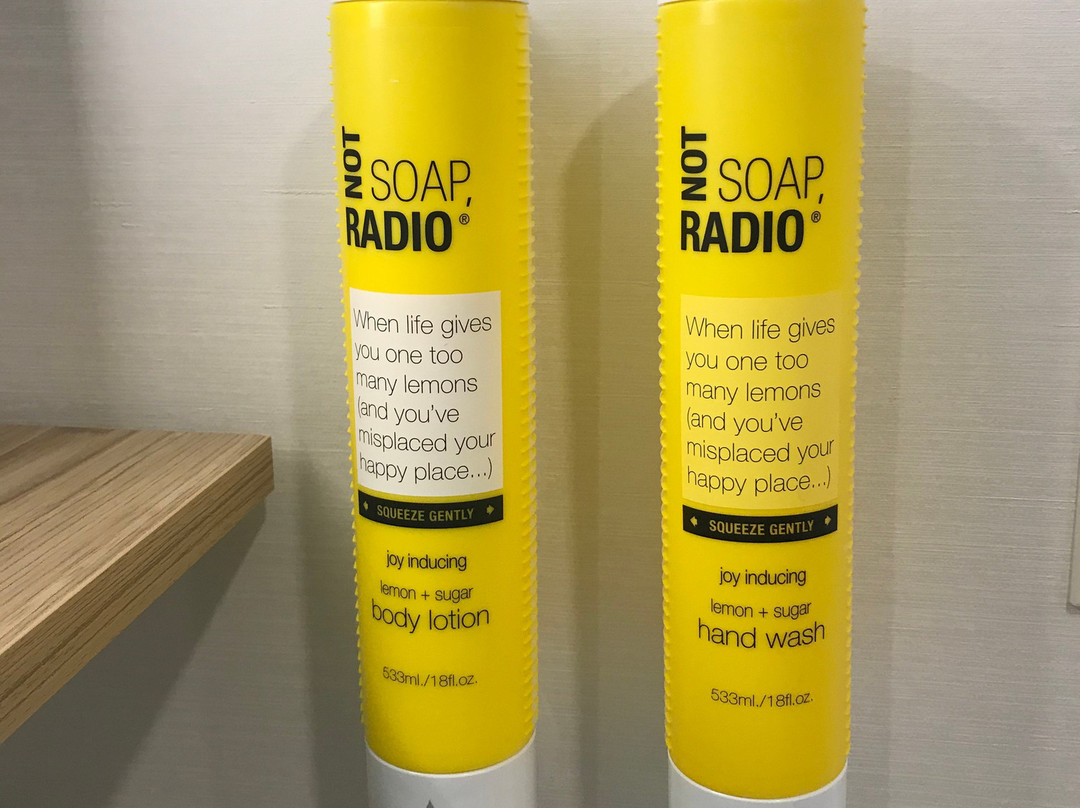 NOT
SOAP,
RADIO®
When life gives
you one too
many lemons
(and you've
misplaced your
happy place...)
SQUEEZE GENTLY
joy inducing
lemon + sugar
body lotion
533ml./18fl.oz.
NOT
SOAP,
RADIO®
When life gives
you one too
many lemons
(and you've
misplaced your
happy place...)
SQUEEZE GENTLY
joy inducing
lemon + sugar
hand wash
533ml./18fl.oz.